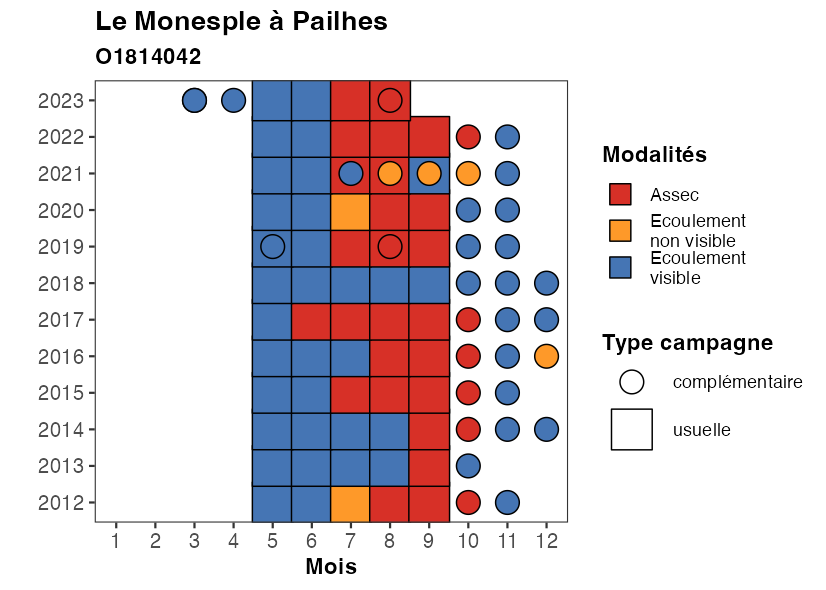 Le Monesple à Pailhes
O1814042
2023
2022
2021
2020
2019
2018
2017
2016
2015
2014
2013
2012
1 2 3 4 5 6 7 8 9 10 11 12
Mois
Modalités
Assec
Ecoulement
non visible
Ecoulement
visible
Type campagne
complémentaire
usuelle